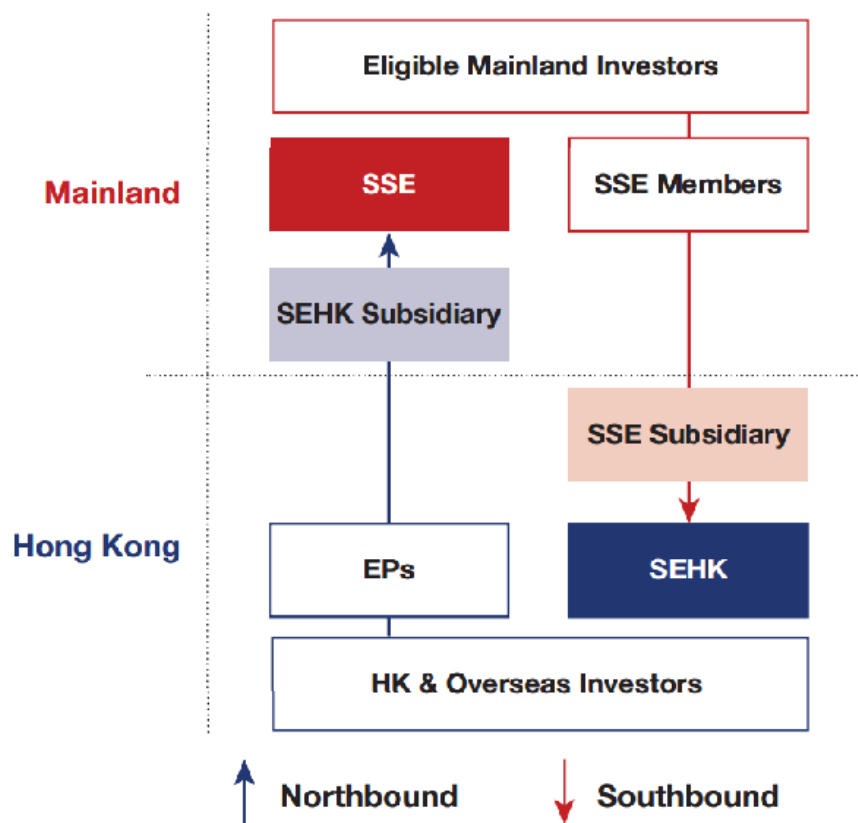 Eligible Mainland Investors
Mainland
SSE
SSE Members
SEHK Subsidiary
SSE Subsidiary
Hong Kong
EPs
SEHK
HK & Overseas Investors
Northbound
Southbound